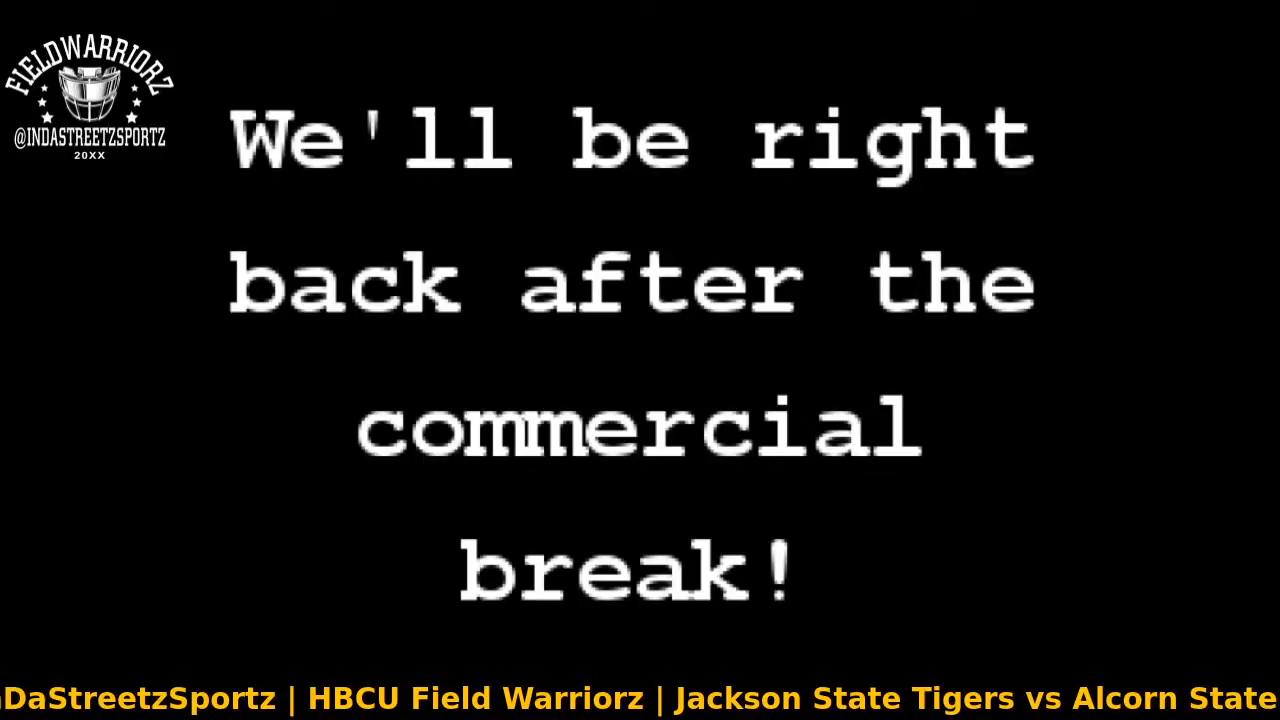 FIELDWARRIORZ
@INDASTREETZSPORTZ
20XX
We'll be right
back after the
commercial
break!
DaStreetzSportz | HBCU Field Warriorz | Jackson State Tigers vs Alcorn State